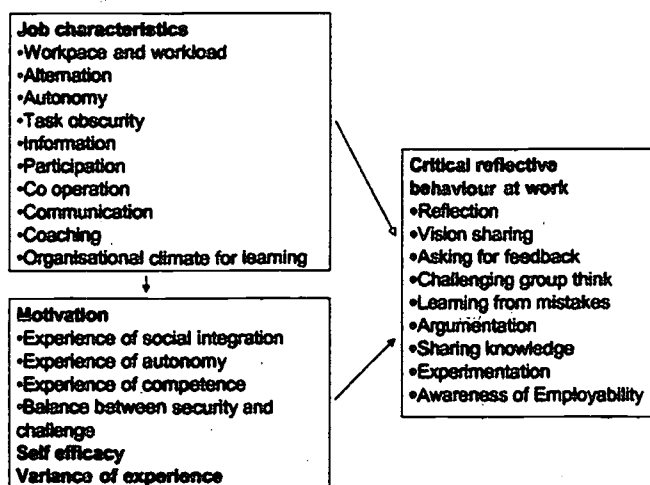 Job characteristics
•Workpace and workload
•Alternation
•Autonomy
•Task obscurity
•Information
•Participation
•Co operation
•Communication
•Coaching
•Organisational climate for learning
Motivation
•Experience of social integration
•Experience of autonomy
•Experience of competence
•Balance between security and
challenge
Self efficacy
Variance of experience
Critical reflective
behaviour at work
•Reflection
•Vision sharing
•Asking for feedback
•Challenging group think
•Learning from mistakes
•Argumentation
•Sharing knowledge
•Experimentation
•Awareness of Employability